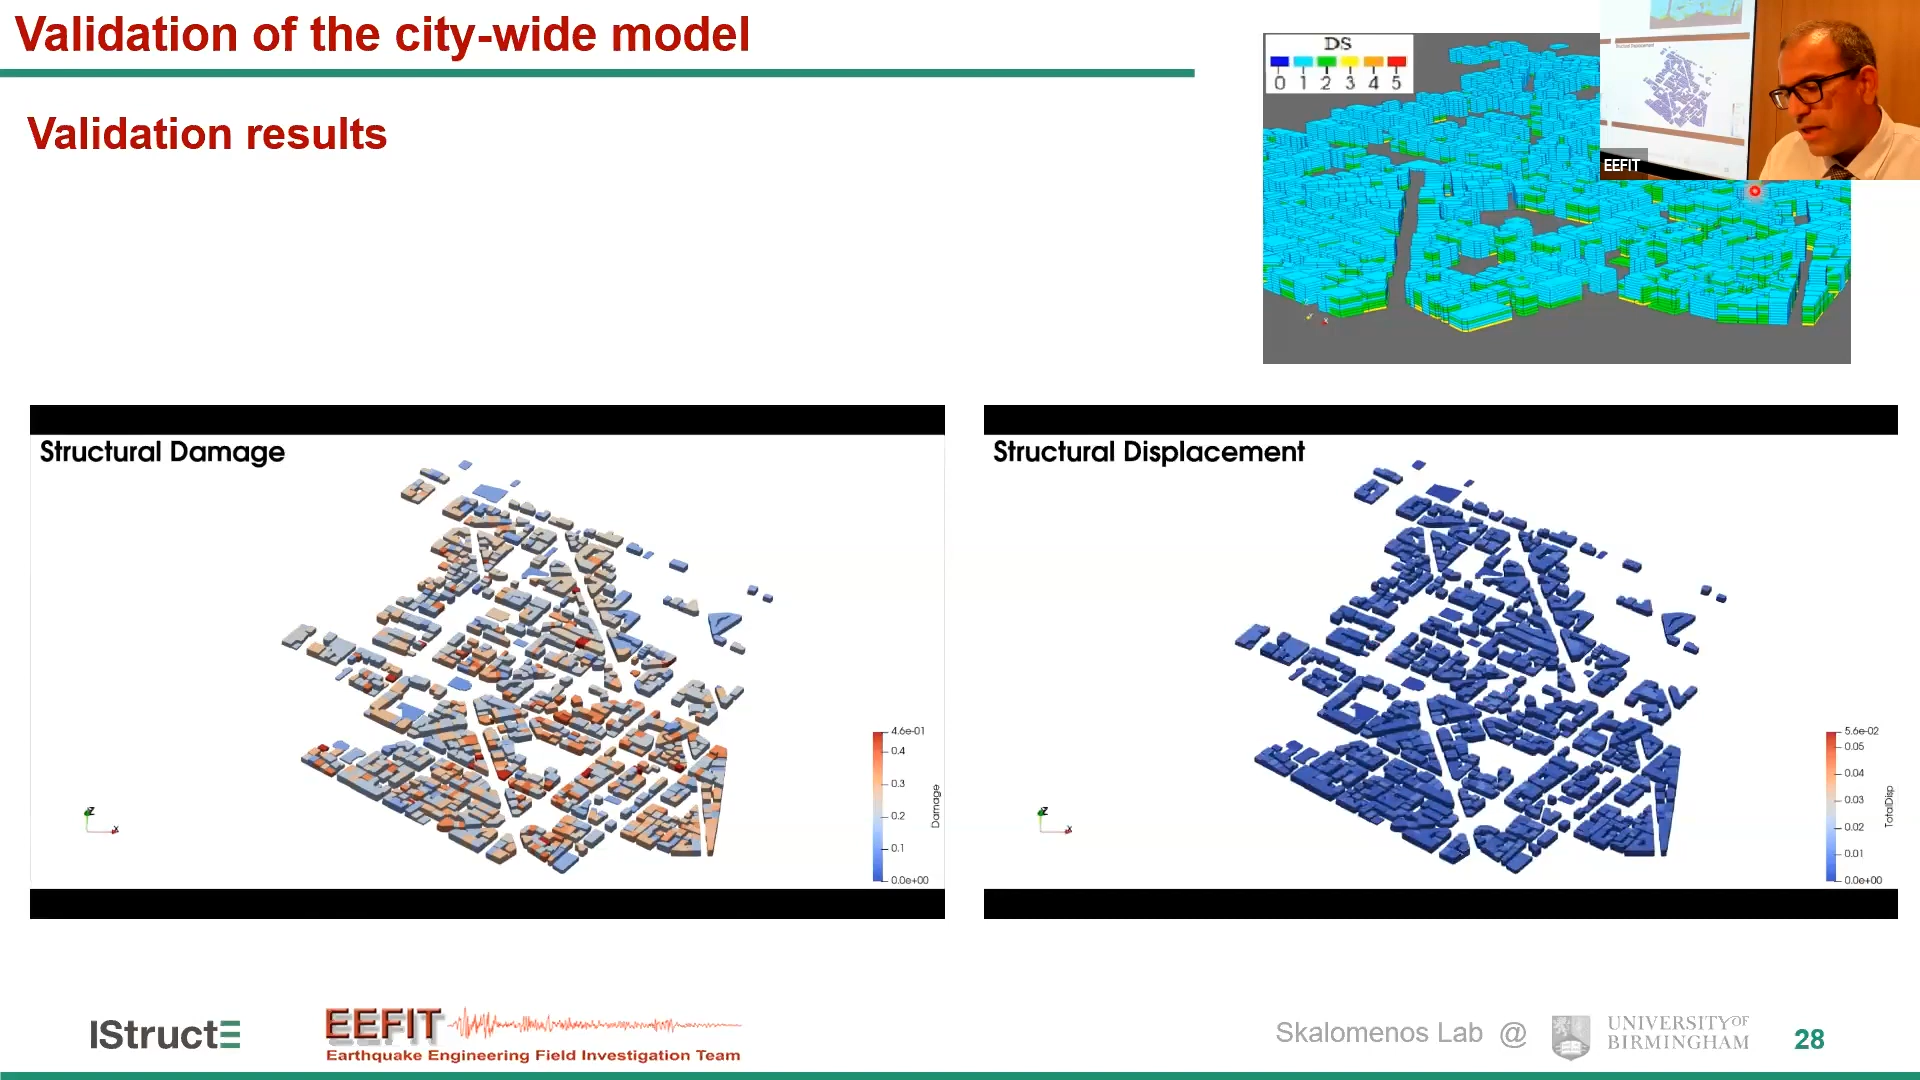 Validation of the city-wide model
Validation results
DS
0 1 2 3 4 5
EEFIT
Structural Damage
4.6e-01
0.4
0.3
0.2
0.1
0.0e+00
Damage
Z
X
Structural Displacement
5.6e-02
0.05
0.04
0.03
0.02
0.01
0.0e+00
TotalDisp
Z
X
IStructE
EEFIT
Earthquake Engineering Field Investigation Team
Skalomenos Lab @
UNIVERSITY OF
BIRMINGHAM
28